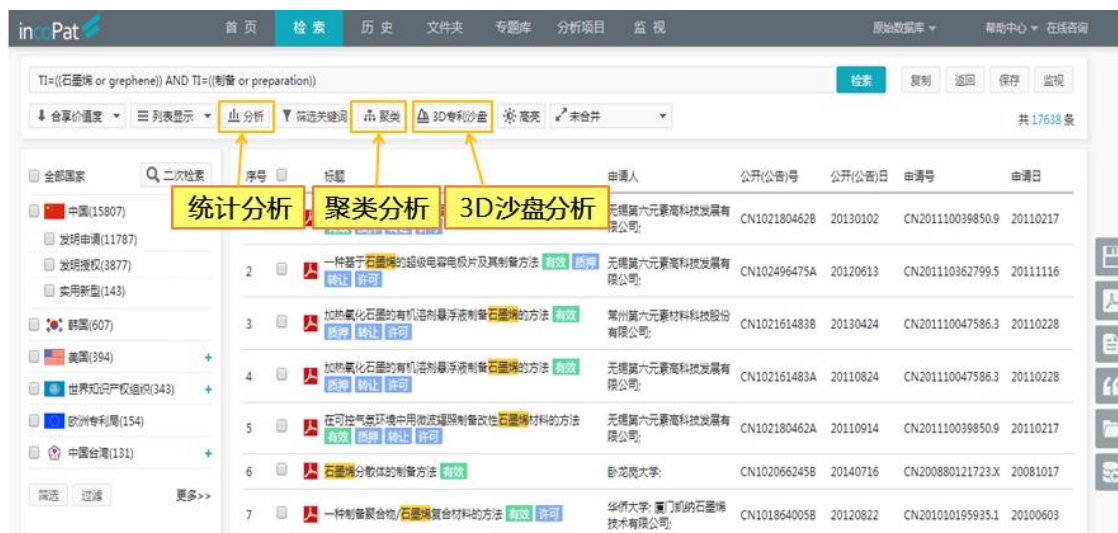 incoPat
首页 检索 历史 文件夹 专题库 分析项目 监视 原始数据库 帮助中心 在线咨询
TI=((石墨烯 or grephene)) AND TI=((制备 or preparation))
检索 复制 返回 保存 监视
合享价值度 列表显示 分析 筛选关键词 聚类 3D专利沙盘 高亮 未合并 共 17638 条
全部国家 二次检索
序号 标题 申请人 公开(公告)号 公开(公告)日 申请号 申请日
统计分析 聚类分析 3D沙盘分析
中国(15807)
发明申请(11787)
发明授权(3877)
实用新型(143)
韩国(607)
美国(394) +
世界知识产权组织(343) +
欧洲专利局(154)
中国台湾(131) +
筛选 过滤 更多>>
无锡第六元素高科技发展有限公司; CN102180462B 20130102 CN201110039850.9 20110217
2 一种基于石墨烯的超级电容电极片及其制备方法 有效 质押
转让 许可
无锡第六元素高科技发展有限公司; CN102496475A 20120613 CN201110362799.5 20111116
3 加热氧化石墨的有机溶剂悬浮液制备石墨烯的方法 有效
质押 转让 许可
常州第六元素材料科技股份有限公司; CN102161483B 20130424 CN201110047586.3 20110228
4 加热氧化石墨的有机溶剂悬浮液制备石墨烯的方法 有效
质押 转让 许可
无锡第六元素高科技发展有限公司; CN102161483A 20110824 CN201110047586.3 20110228
5 在可控气氛环境中用微波辐照制备改性石墨烯材料的方法
有效 质押 转让 许可
无锡第六元素高科技发展有限公司; CN102180462A 20110914 CN201110039850.9 20110217
6 石墨烯分散体的制备方法 有效 卧龙岗大学; CN102066245B 20140716 CN200880121723.X 20081017
7 一种制备聚合物/石墨烯复合材料的方法 有效 许可
华侨大学; 厦门凯纳石墨烯技术有限公司; CN101864005B 20120822 CN201010195935.1 20100603